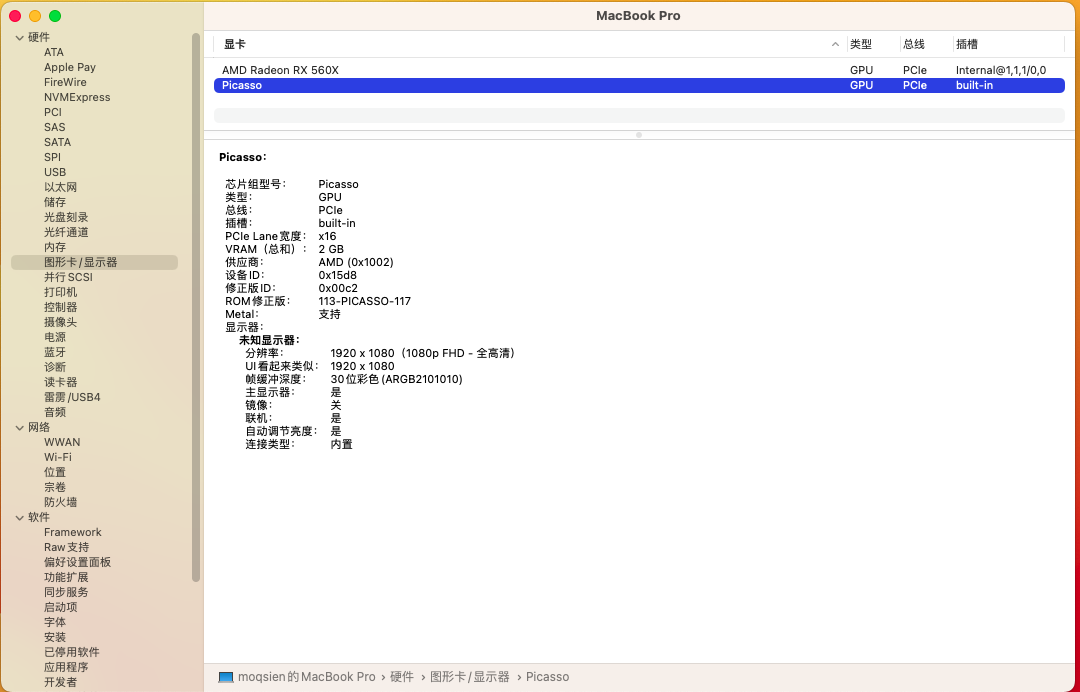 MacBook Pro
硬件
ATA
Apple Pay
FireWire
NVMExpress
PCI
SAS
SATA
SPI
USB
以太网
储存
光盘刻录
光纤通道
内存
图形卡/显示器
并行SCSI
打印机
控制器
摄像头
电源
蓝牙
诊断
读卡器
雷雳/USB4
音频
网络
WWAN
Wi-Fi
位置
宗卷
防火墙
软件
Framework
Raw支持
偏好设置面板
功能扩展
同步服务
启动项
字体
安装
已停用软件
应用程序
开发者
显卡 类型 总线 插槽
AMD Radeon RX 560X GPU PCIe Internal@1,1,1/0,0
Picasso GPU PCIe built-in
Picasso:
芯片组型号: Picasso
类型: GPU
总线: PCIe
插槽: built-in
PCIe Lane宽度: x16
VRAM（总和）: 2 GB
供应商: AMD (0x1002)
设备ID: 0x15d8
修正版ID: 0x00c2
ROM修正版: 113-PICASSO-117
Metal: 支持
显示器:
未知显示器:
分辨率: 1920 x 1080（1080p FHD - 全高清）
UI看起来类似: 1920 x 1080
帧缓冲深度: 30位彩色 (ARGB2101010)
主显示器: 是
镜像: 关
联机: 是
自动调节亮度: 是
连接类型: 内置
moqsien的MacBook Pro › 硬件 › 图形卡/显示器 › Picasso